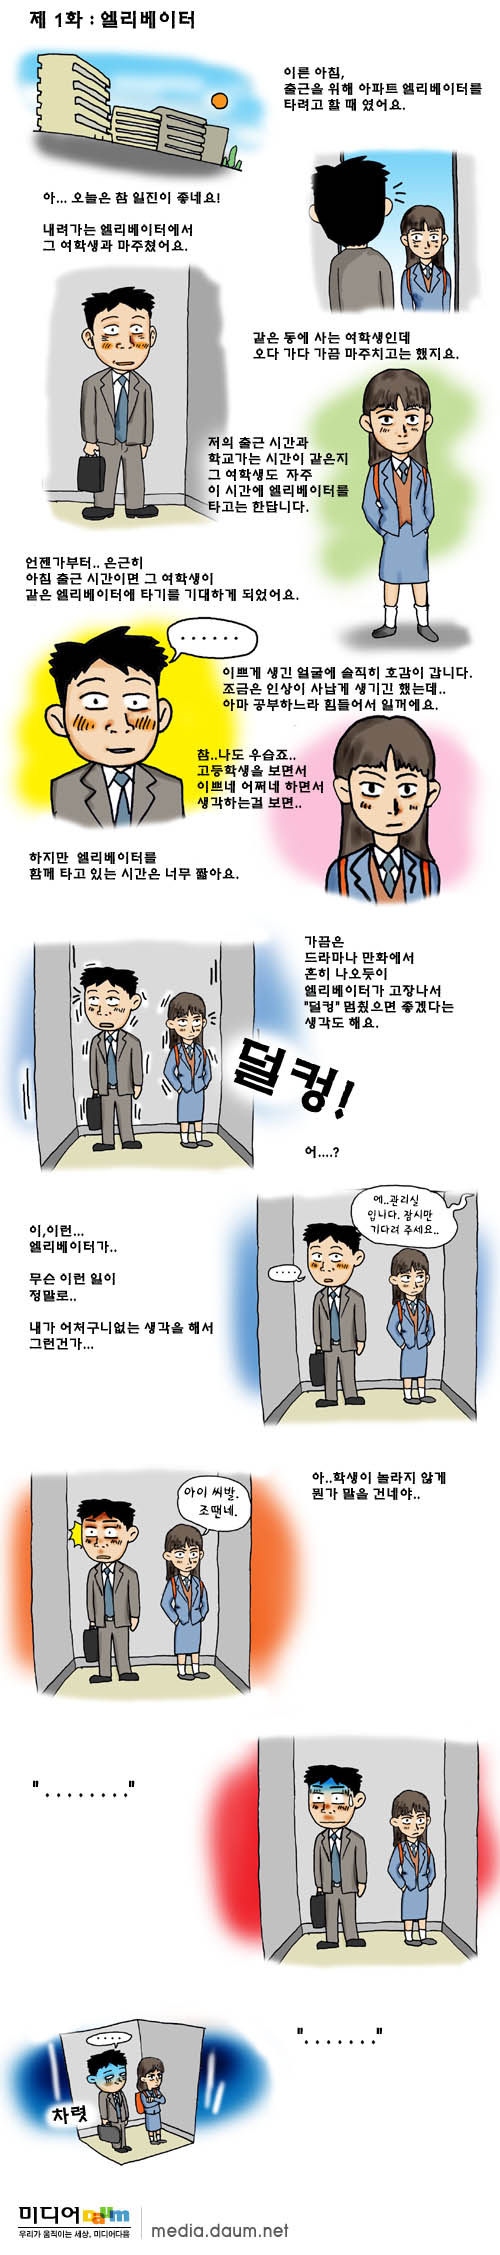 제 1화 : 엘리베이터
이른 아침,
출근을 위해 아파트 엘리베이터를
타려고 할 때 였어요.
아... 오늘은 참 일진이 좋네요!
내려가는 엘리베이터에서
그 여학생과 마주쳤어요.
같은 동에 사는 여학생인데
오다 가다 가끔 마주치고는 했지요.
저의 출근 시간과
학교가는 시간이 같은지
그 여학생도 자주
이 시간에 엘리베이터를
타고는 한답니다.
언젠가부터.. 은근히
아침 출근 시간이면 그 여학생이
같은 엘리베이터에 타기를 기대하게 되었어요.
......
이쁘게 생긴 얼굴에 솔직히 호감이 갑니다.
조금은 인상이 사납게 생기긴 했는데..
아마 공부하느라 힘들어서 일꺼에요.
참..나도 우습죠..
고등학생을 보면서
이쁘네 어쩌네 하면서
생각하는걸 보면..
하지만 엘리베이터를
함께 타고 있는 시간은 너무 짧아요.
가끔은
드라마나 만화에서
흔히 나오듯이
엘리베이터가 고장나서
"덜컹" 멈췄으면 좋겠다는
생각도 해요.
덜컹!
어....?
에..관리실
입니다. 잠시만
기다려 주세요..
....
이,이런...
엘리베이터가..
무슨 이런 일이
정말로..
내가 어처구니없는 생각을 해서
그런건가...
아..학생이 놀라지 않게
뭔가 말을 건네야..
아이 씨발.
조땐네.
"........."
"......."
....
차렷
미디어Daum
우리가 움직이는 세상, 미디어다음
media.daum.net